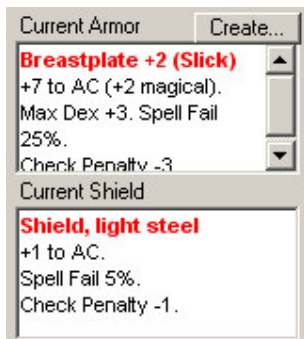 Current Armor Create...
Breastplate +2 (Slick)
+7 to AC (+2 magical).
Max Dex +3. Spell Fail
25%.
Check Penalty -3
Current Shield
Shield, light steel
+1 to AC.
Spell Fail 5%.
Check Penalty -1.